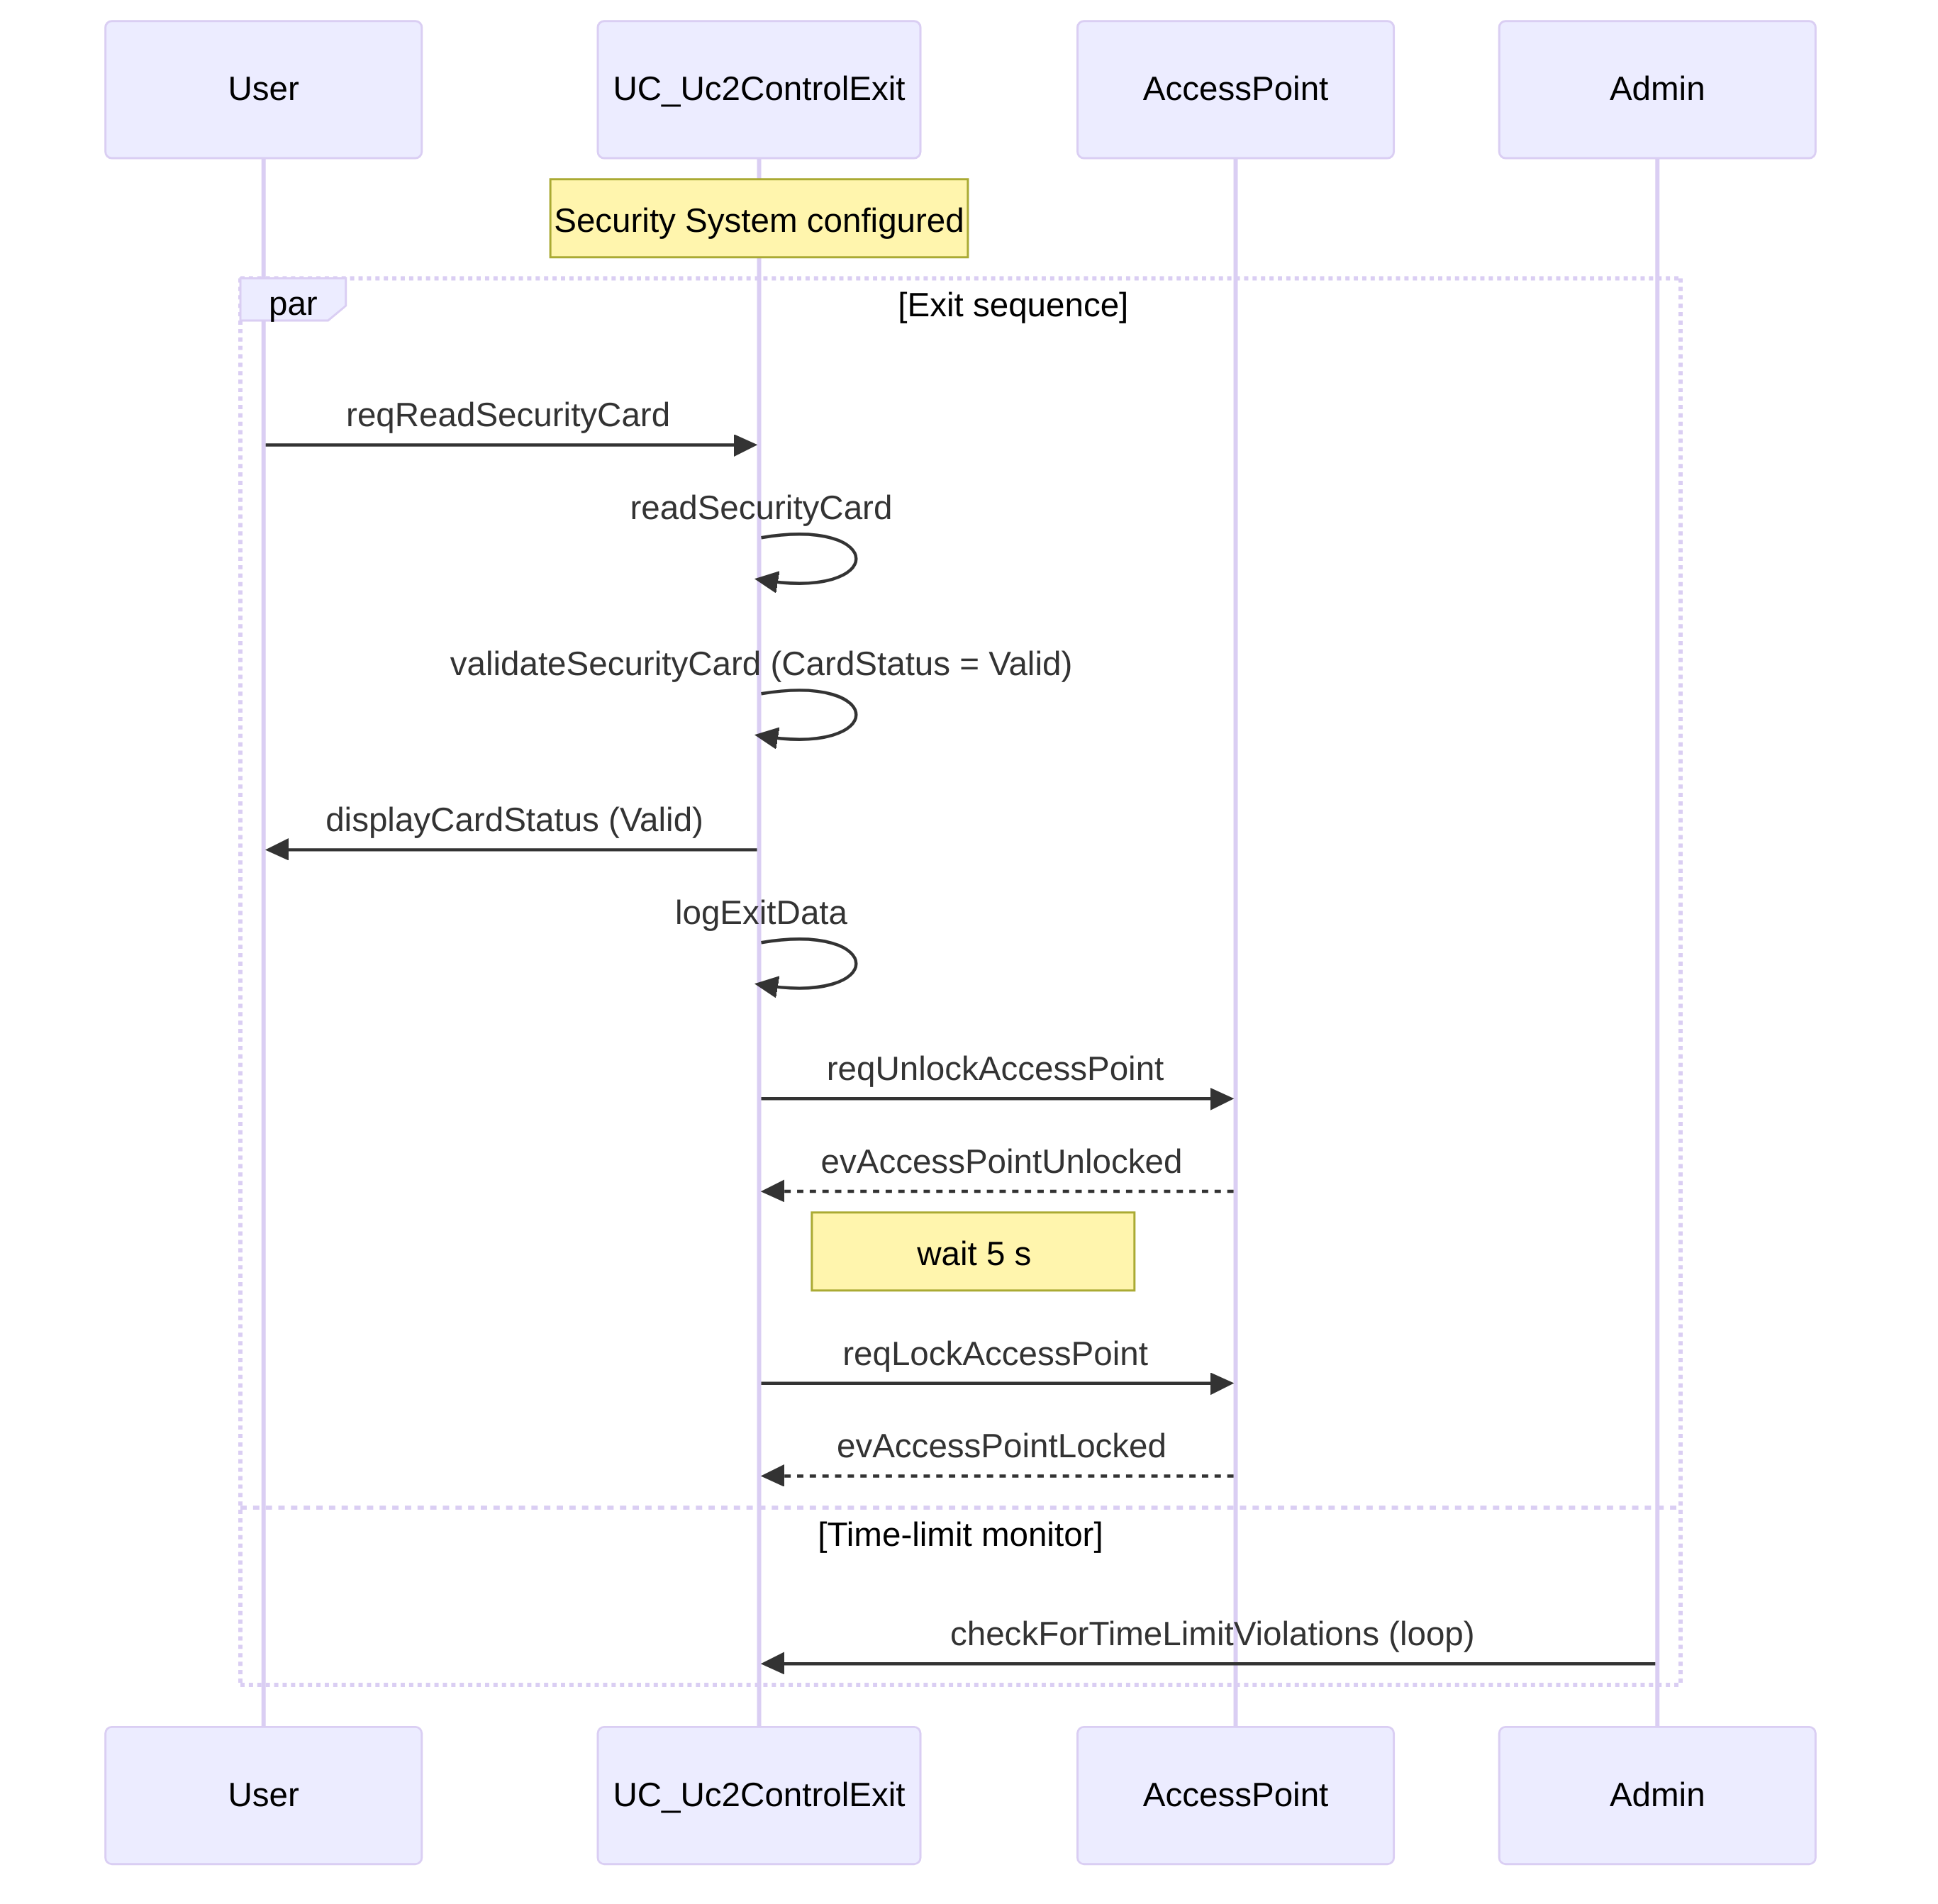 User
UC_Uc2ControlExit
AccessPoint
Admin
Security System configured
par
[Exit sequence]
reqReadSecurityCard
readSecurityCard
validateSecurityCard (CardStatus = Valid)
displayCardStatus (Valid)
logExitData
reqUnlockAccessPoint
evAccessPointUnlocked
wait 5 s
reqLockAccessPoint
evAccessPointLocked
[Time-limit monitor]
checkForTimeLimitViolations (loop)
User
UC_Uc2ControlExit
AccessPoint
Admin